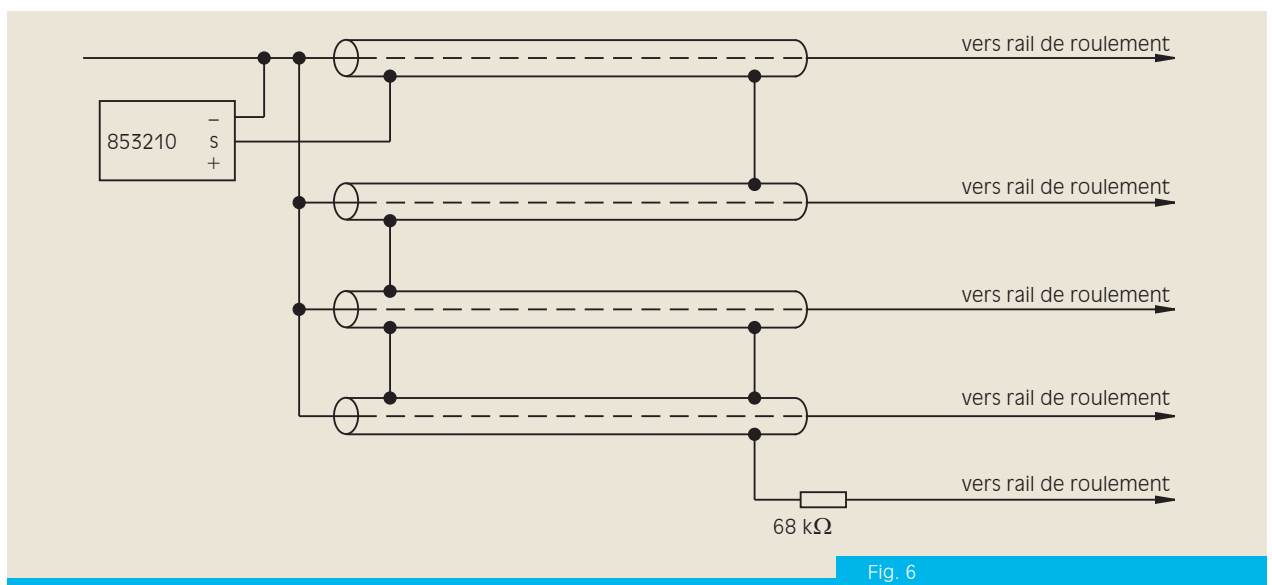 vers rail de roulement
−
853210 s
+
vers rail de roulement
vers rail de roulement
vers rail de roulement
vers rail de roulement
68 kΩ
Fig. 6